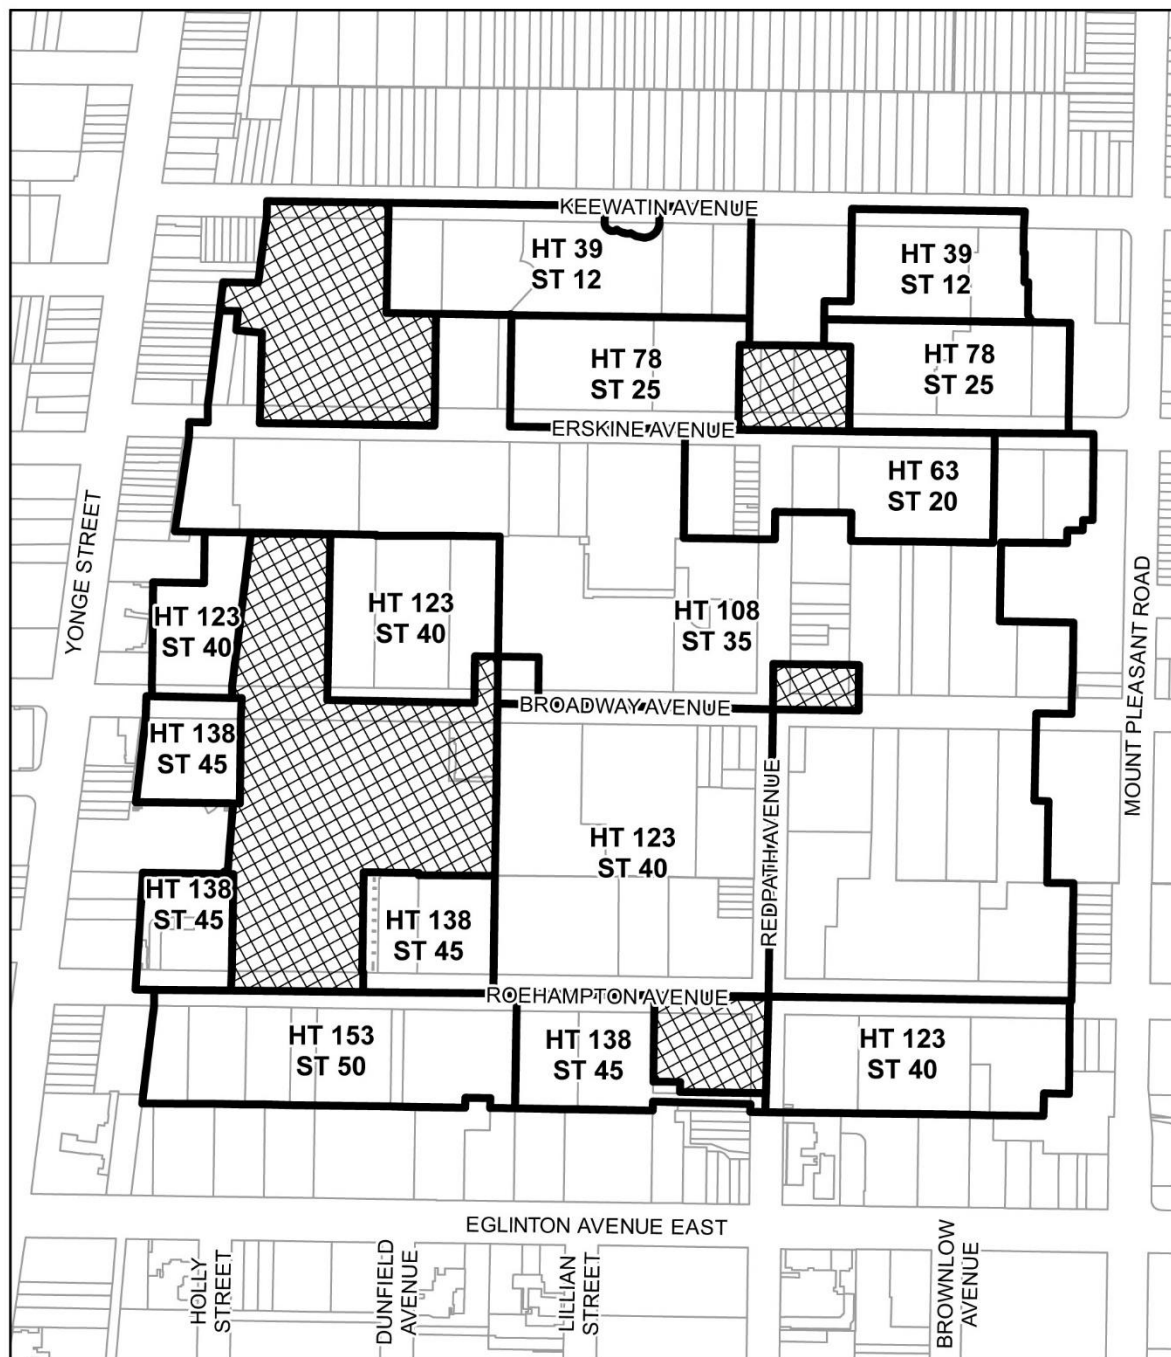 KEEWATIN AVENUE
HT 39
ST 12
HT 39
ST 12
HT 78
ST 25
HT 78
ST 25
ERSKINE AVENUE
HT 63
ST 20
YONGE STREET
HT 123
ST 40
HT 123
ST 40
HT 108
ST 35
MOUNT PLEASANT ROAD
BROADWAY AVENUE
HT 138
ST 45
REDPATH AVENUE
HT 123
ST 40
HT 138
ST 45
HT 138
ST 45
ROEHAMPTON AVENUE
HT 153
ST 50
HT 138
ST 45
HT 123
ST 40
EGLINTON AVENUE EAST
HOLLY
STREET
DUNFIELD
AVENUE
LILLIAN
STREET
BROWNLOW
AVENUE